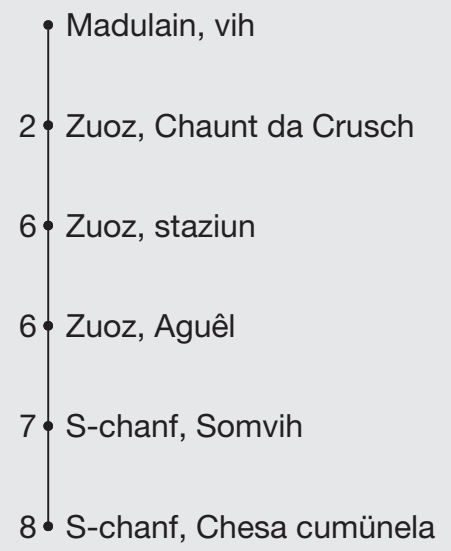 Madulain, vih
2 Zuoz, Chaunt da Crusch
6 Zuoz, staziun
6 Zuoz, Aguêl
7 S-chanf, Somvih
8 S-chanf, Chesa cumünela